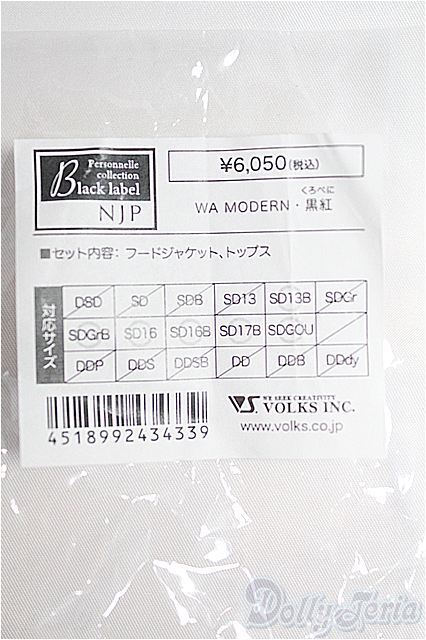 Personnelle
collection
Black label
NJP
¥6,050(税込)
くろべに
WA MODERN・黒紅
■セット内容: フードジャケット、トップス
対応サイズ
DSD SD SDB SD13 SD13B SDGr
SDGrB SD16 SD16B SD17B SDGOU
DDP DDS DDSB DD DDB DDdy
4518992434339
WE SEEK CREATIVITY
VS. VOLKS INC.
www.volks.co.jp
DollyTeria